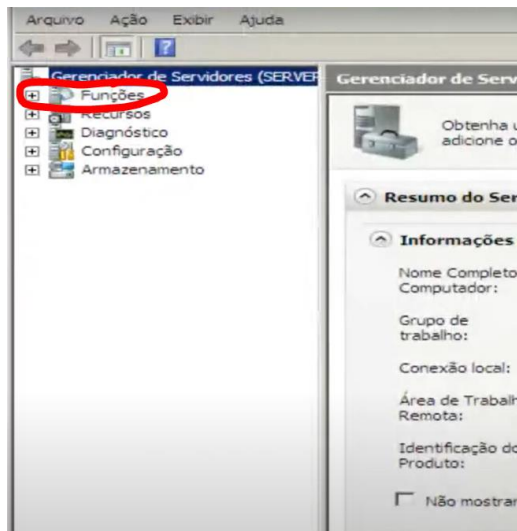 Arquivo Ação Exibir Ajuda
Gerenciador de Servidores (SERVER
Funções
Recursos
Diagnóstico
Configuração
Armazenamento
Gerenciador de Serv
Obtenha u
adicione o
Resumo do Ser
Informações
Nome Completo
Computador:
Grupo de
trabalho:
Conexão local:
Área de Trabalh
Remota:
Identificação do
Produto:
Não mostrar